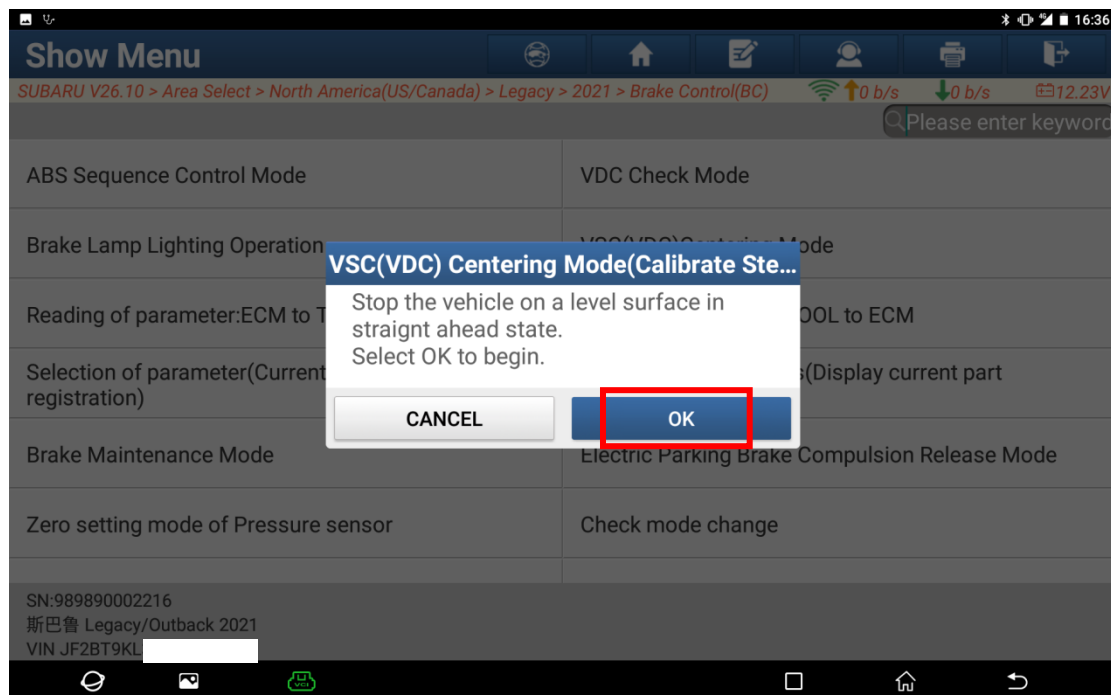 16:36
Show Menu
SUBARU V26.10 > Area Select > North America(US/Canada) > Legacy > 2021 > Brake Control(BC) 0 b/s 0 b/s 12.23V
Please enter keyword
ABS Sequence Control Mode VDC Check Mode
Brake Lamp Lighting Operation Mode
VSC(VDC) Centering Mode(Calibrate Ste...
Stop the vehicle on a level surface in
straignt ahead state.
Select OK to begin.
CANCEL OK
Reading of parameter:ECM to OOL to ECM
Selection of parameter(Current (Display current part
registration)
Brake Maintenance Mode Electric Parking Brake Compulsion Release Mode
Zero setting mode of Pressure sensor Check mode change
SN:989890002216
斯巴鲁 Legacy/Outback 2021
VIN JF2BT9KL
VCI